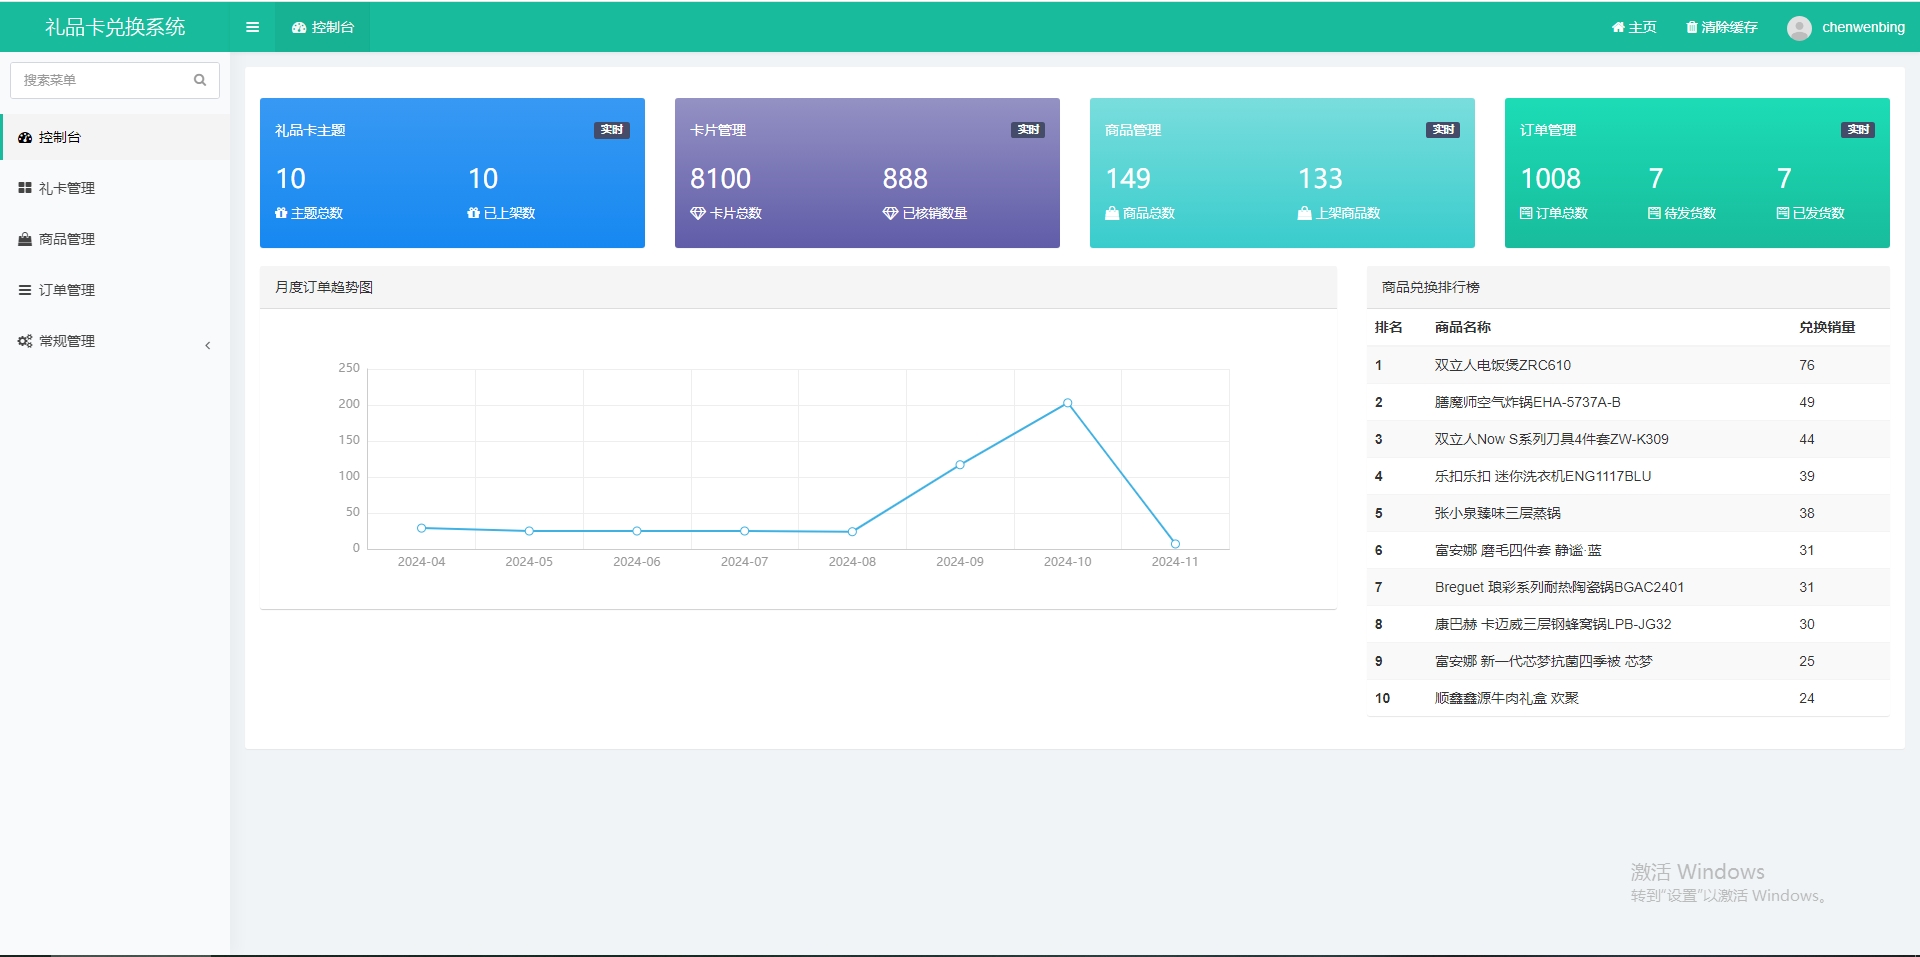 礼品卡兑换系统
控制台
主页
清除缓存
chenwenbing
搜索菜单
控制台
礼卡管理
商品管理
订单管理
常规管理
礼品卡主题 实时
10 10
主题总数 已上架数
卡片管理 实时
8100 888
卡片总数 已核销数量
商品管理 实时
149 133
商品总数 上架商品数
订单管理 实时
1008 7 7
订单总数 待发货数 已发货数
月度订单趋势图
250
200
150
100
50
0
2024-04 2024-05 2024-06 2024-07 2024-08 2024-09 2024-10 2024-11
商品兑换排行榜
排名 商品名称 兑换销量
1 双立人电饭煲ZRC610 76
2 膳魔师空气炸锅EHA-5737A-B 49
3 双立人Now S系列刀具4件套ZW-K309 44
4 乐扣乐扣 迷你洗衣机ENG1117BLU 39
5 张小泉臻味三层蒸锅 38
6 富安娜 磨毛四件套 静谧·蓝 31
7 Breguet 琅彩系列耐热陶瓷锅BGAC2401 31
8 康巴赫 卡迈威三层钢蜂窝锅LPB-JG32 30
9 富安娜 新一代芯梦抗菌四季被 芯梦 25
10 顺鑫鑫源牛肉礼盒 欢聚 24
激活 Windows
转到"设置"以激活 Windows。